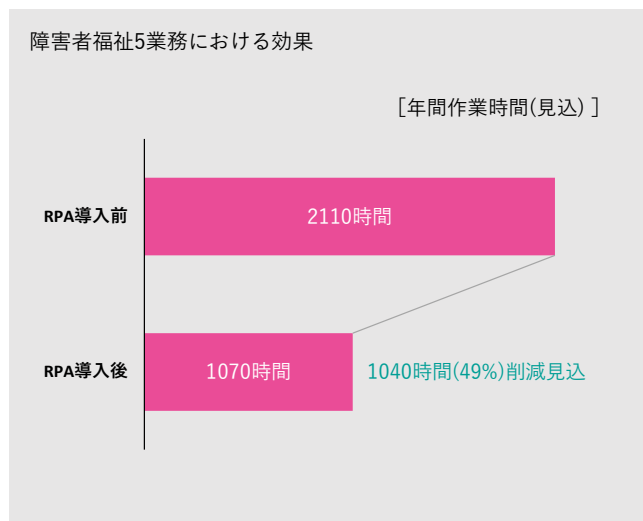 障害者福祉5業務における効果
［年間作業時間(見込)］
RPA導入前
2110時間
RPA導入後
1070時間
1040時間(49%)削減見込